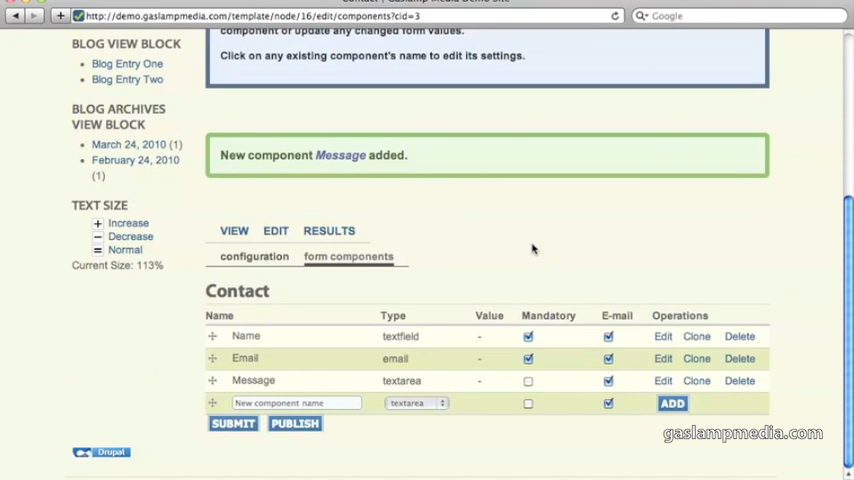 http://demo.gaslampmedia.com/template/node/16/edit/components?cid=3
Google
BLOG VIEW BLOCK
Blog Entry One
Blog Entry Two
BLOG ARCHIVES
VIEW BLOCK
March 24, 2010 (1)
February 24, 2010
(1)
TEXT SIZE
+ Increase
− Decrease
= Normal
Current Size: 113%
component or update any changed form values.
Click on any existing component's name to edit its settings.
New component Message added.
VIEW EDIT RESULTS
configuration form components
Contact
Name Type Value Mandatory E-mail Operations
Name textfield - Edit Clone Delete
Email email - Edit Clone Delete
Message textarea - Edit Clone Delete
New component name textarea ADD
SUBMIT PUBLISH
gaslampmedia.com
Drupal